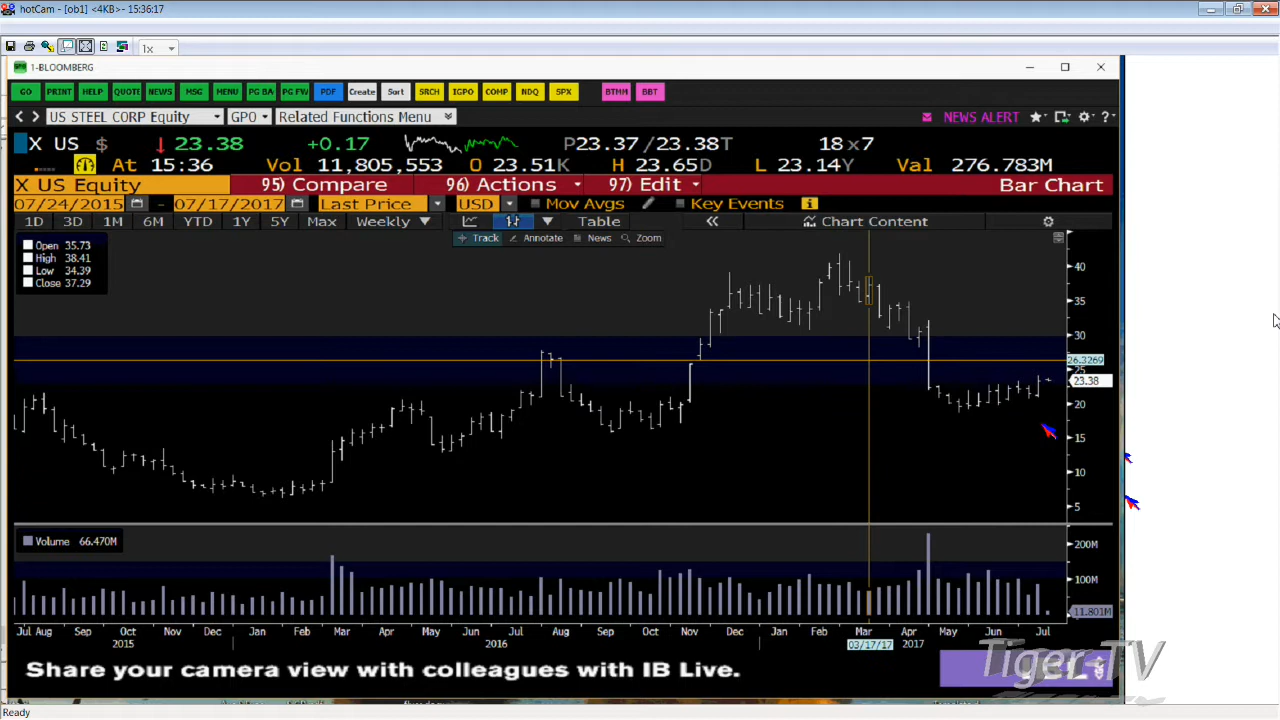 hotCam - [ob1] <4KB>- 15:36:17
1x
1-BLOOMBERG
GO PRINT HELP QUOTE NEWS MSG MENU PG BA PG FW PDF Create Sort SRCH IGPO COMP NDQ SPX BTMM BBT
US STEEL CORP Equity GPO Related Functions Menu NEWS ALERT
X US $ 23.38 +0.17 P23.37/23.38T 18x7
At 15:36 Vol 11,805,553 O 23.51K H 23.65D L 23.14Y Val 276.783M
X US Equity 95) Compare 96) Actions 97) Edit Bar Chart
07/24/2015 - 07/17/2017 Last Price USD Mov Avgs Key Events
1D 3D 1M 6M YTD 1Y 5Y Max Weekly Table Chart Content
Track Annotate News Zoom
Open 35.73
High 38.41
Low 34.39
Close 37.29
40
35
30
26.3269
25
23.38
20
15
10
5
Volume 66.470M
200M
100M
11.801M
Jul Aug Sep Oct Nov Dec Jan Feb Mar Apr May Jun Jul Aug Sep Oct Nov Dec Jan Feb Mar Apr May Jun Jul
2015 2016 03/17/17 2017
Share your camera view with colleagues with IB Live.
Tiger-TV
Ready